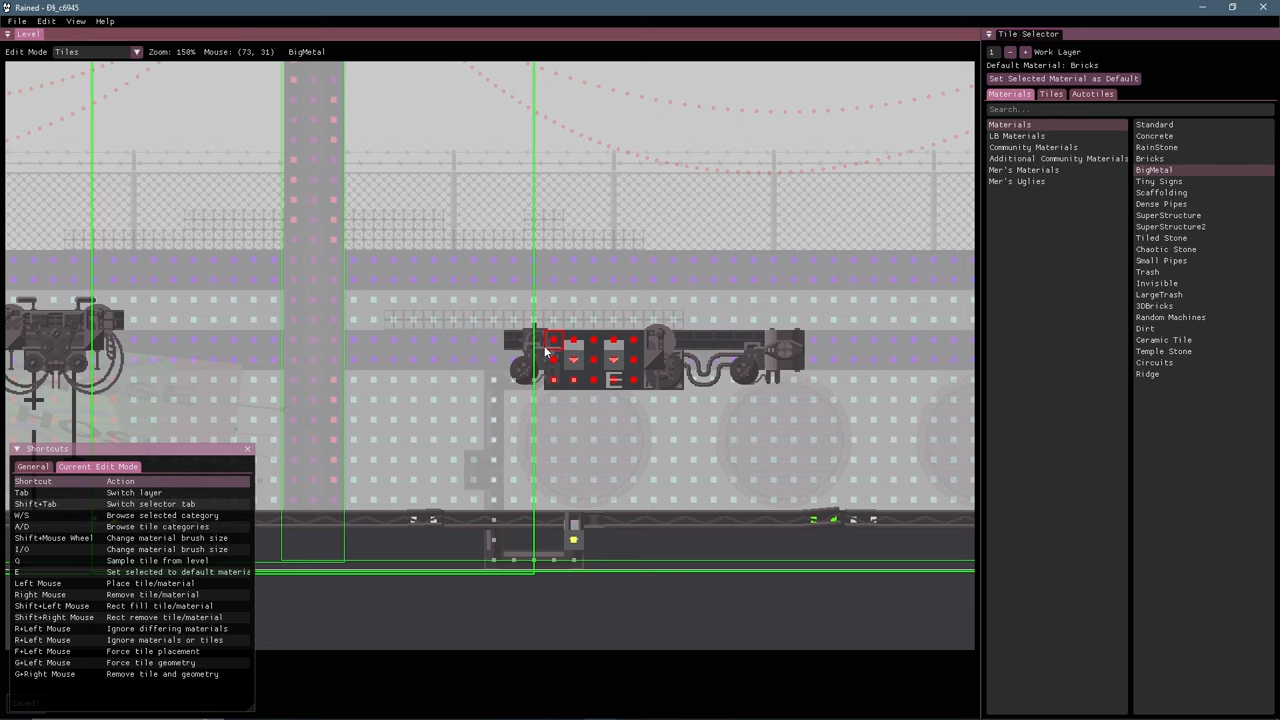 Rained - Đ§_c6945
File Edit View Help
Level
Edit Mode Tiles Zoom: 150% Mouse: (73, 31) BigMetal
Tile Selector
1 - + Work Layer
Default Material: Bricks
Set Selected Material as Default
Materials Tiles Autotiles
Search...
Materials
LB Materials
Community Materials
Additional Community Materials
Mer's Materials
Mer's Uglies
Standard
Concrete
RainStone
Bricks
BigMetal
Tiny Signs
Scaffolding
Dense Pipes
SuperStructure
SuperStructure2
Tiled Stone
Chaotic Stone
Small Pipes
Trash
Invisible
LargeTrash
3DBricks
Random Machines
Dirt
Ceramic Tile
Temple Stone
Circuits
Ridge
Shortcuts
General Current Edit Mode
Shortcut Action
Tab Switch layer
Shift+Tab Switch selector tab
W/S Browse selected category
A/D Browse tile categories
Shift+Mouse Wheel Change material brush size
I/O Change material brush size
Q Sample tile from level
E Set selected to default materia
Left Mouse Place tile/material
Right Mouse Remove tile/material
Shift+Left Mouse Rect fill tile/material
Shift+Right Mouse Rect remove tile/material
R+Left Mouse Ignore differing materials
R+Left Mouse Ignore materials or tiles
F+Left Mouse Force tile placement
G+Left Mouse Force tile geometry
G+Right Mouse Remove tile and geometry
Saved!